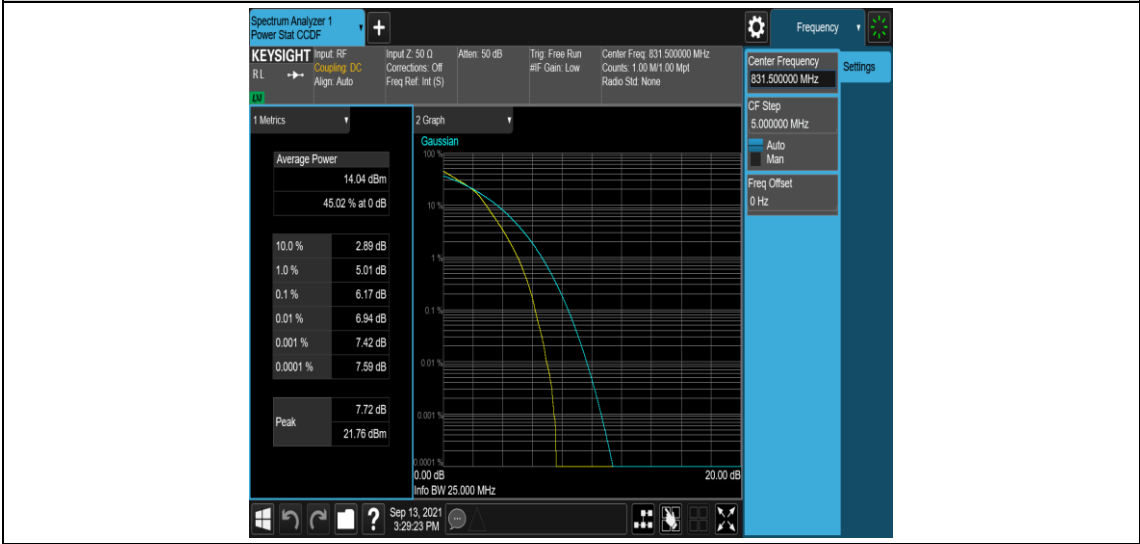 Spectrum Analyzer 1
Power Stat CCDF
+
Frequency
KEYSIGHT
RL
LM
Input: RF
Coupling: DC
Align: Auto
Input Z: 50 Ω
Corrections: Off
Freq Ref: Int (S)
Atten: 50 dB
Trig: Free Run
#IF Gain: Low
Center Freq: 831.500000 MHz
Counts: 1.00 M/1.00 Mpt
Radio Std: None
Center Frequency
831.500000 MHz
Settings
CF Step
5.000000 MHz
Auto
Man
Freq Offset
0 Hz
1 Metrics
Average Power
14.04 dBm
45.02 % at 0 dB
10.0 % 2.89 dB
1.0 % 5.01 dB
0.1 % 6.17 dB
0.01 % 6.94 dB
0.001 % 7.42 dB
0.0001 % 7.59 dB
Peak
7.72 dB
21.76 dBm
2 Graph
Gaussian
100 %
10 %
1 %
0.1 %
0.01 %
0.001 %
0.0001 %
0.00 dB
20.00 dB
Info BW 25.000 MHz
?
Sep 13, 2021
3:29:23 PM